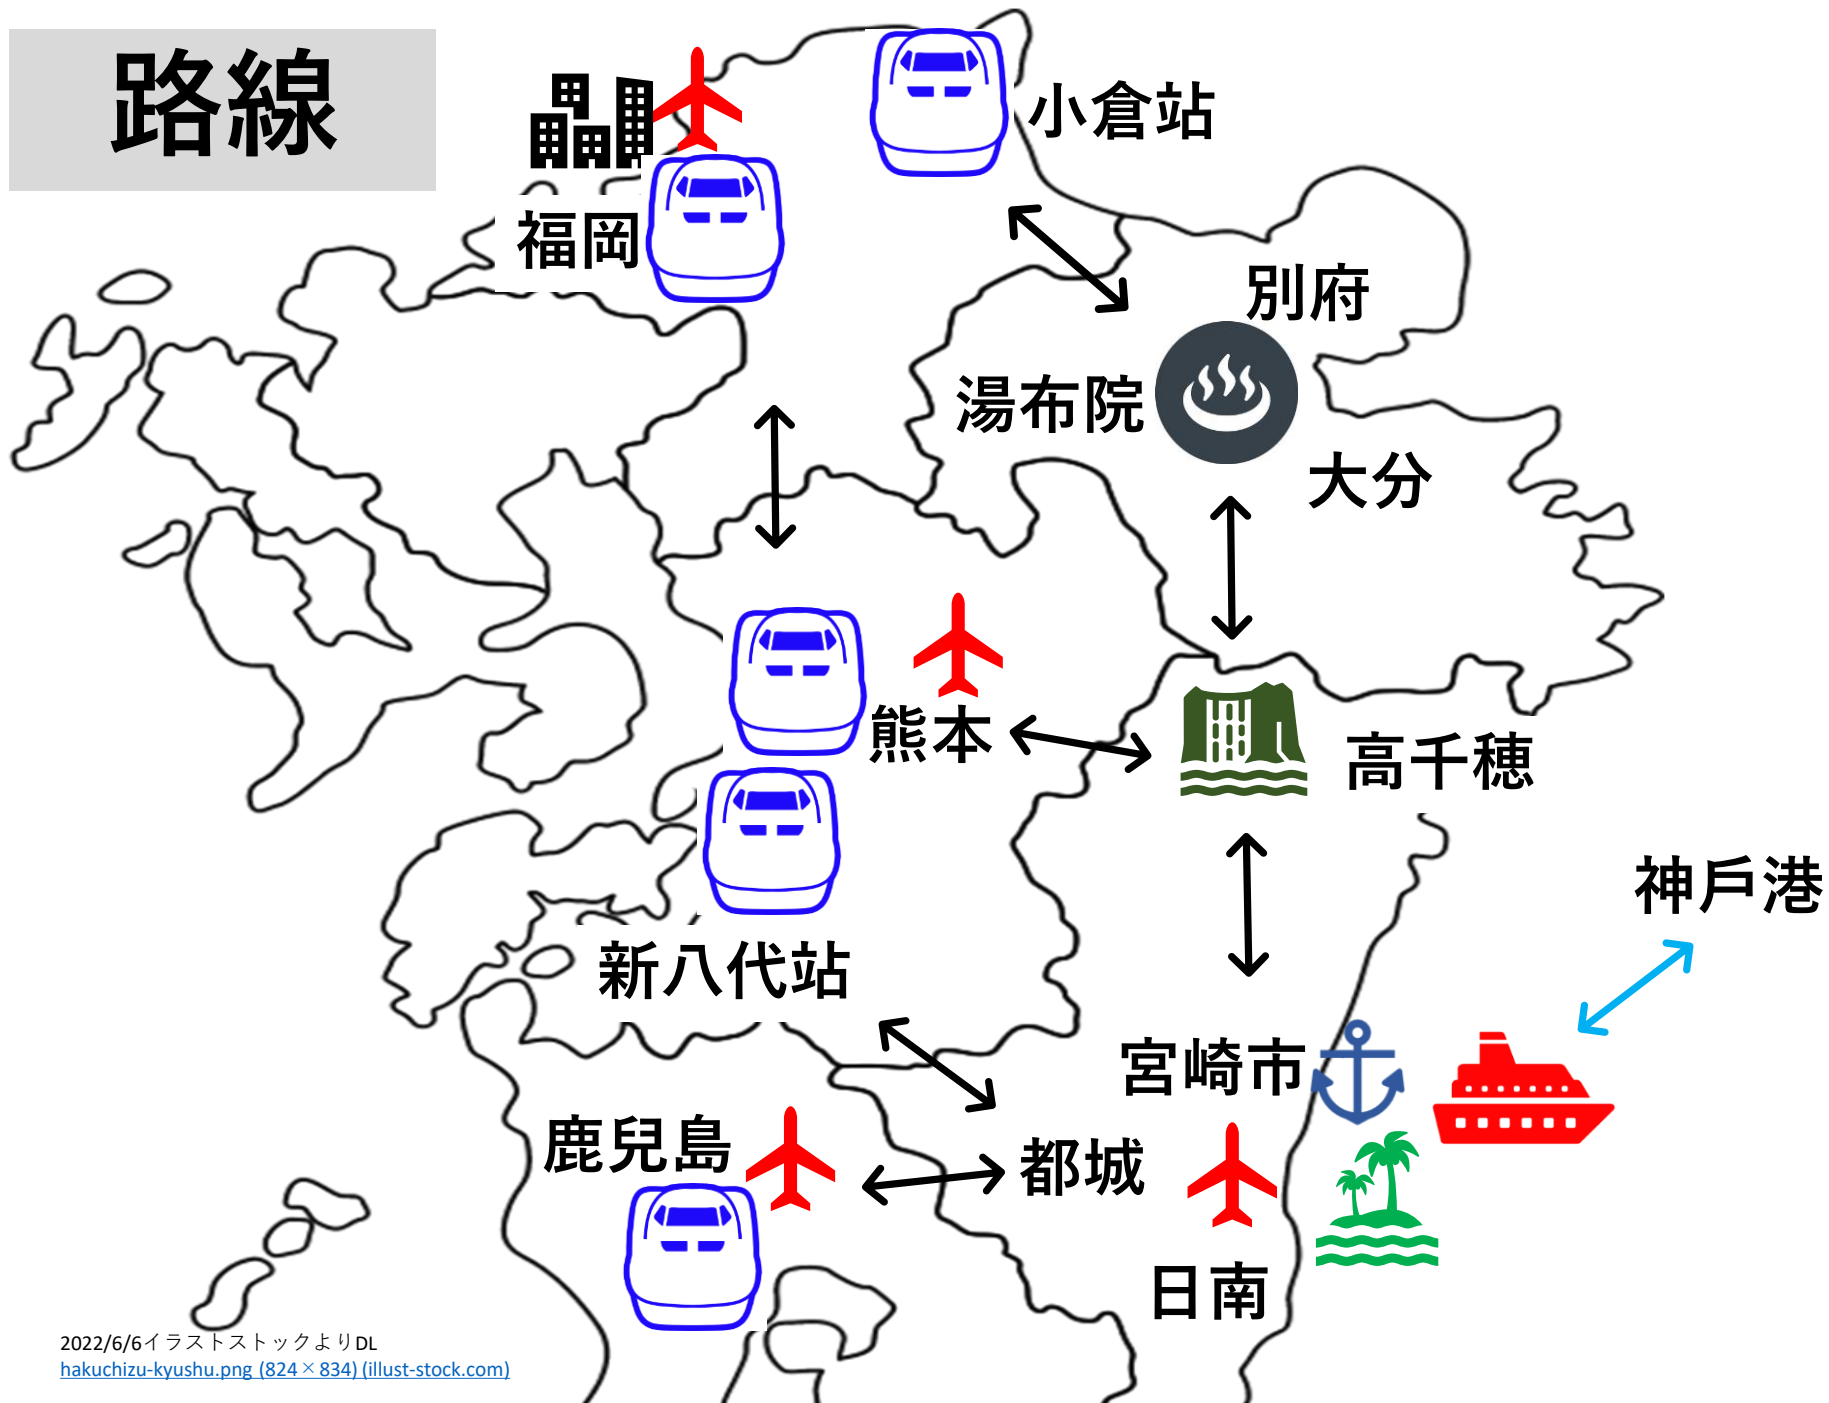 路線
小倉站
福岡
別府
湯布院
大分
熊本
高千穂
神戶港
新八代站
宮崎市
鹿兒島
都城
日南
2022/6/6イラストストックよりDL
hakuchizu-kyushu.png (824×834) (illust-stock.com)